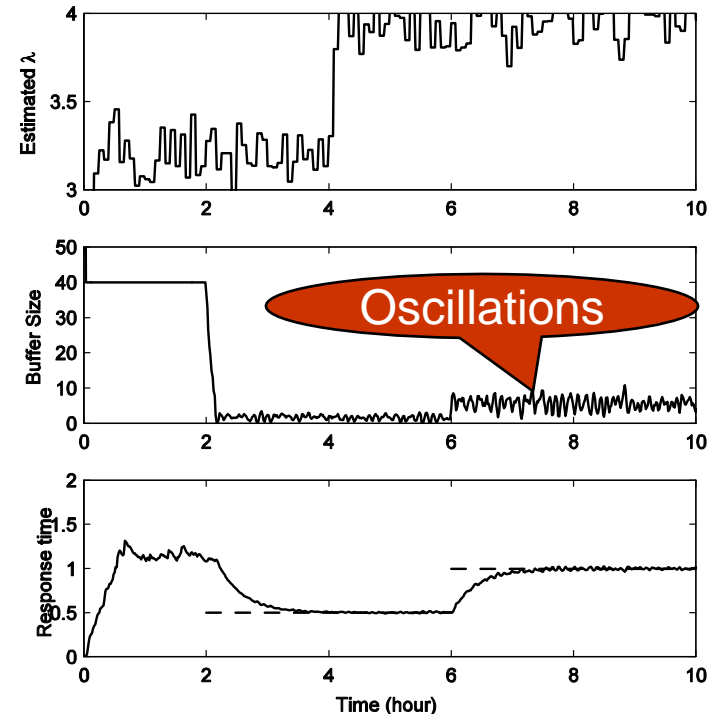 4
3.5
3
Estimated λ
0 2 4 6 8 10
50
40
30
20
10
0
Buffer Size
Oscillations
0 2 4 6 8 10
2
1.5
1
0.5
0
Response time
0 2 4 6 8 10
Time (hour)